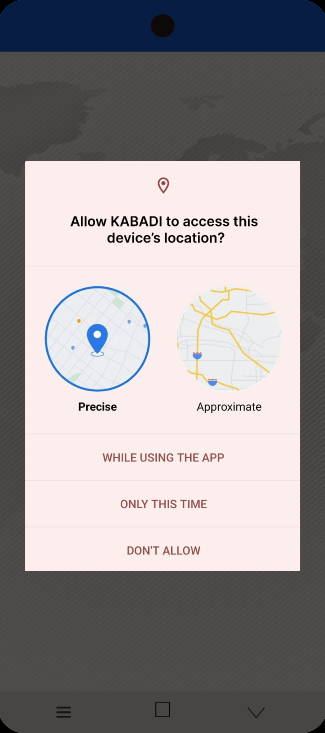 Allow KABADI to access this
device's location?
Precise
Approximate
WHILE USING THE APP
ONLY THIS TIME
DON'T ALLOW